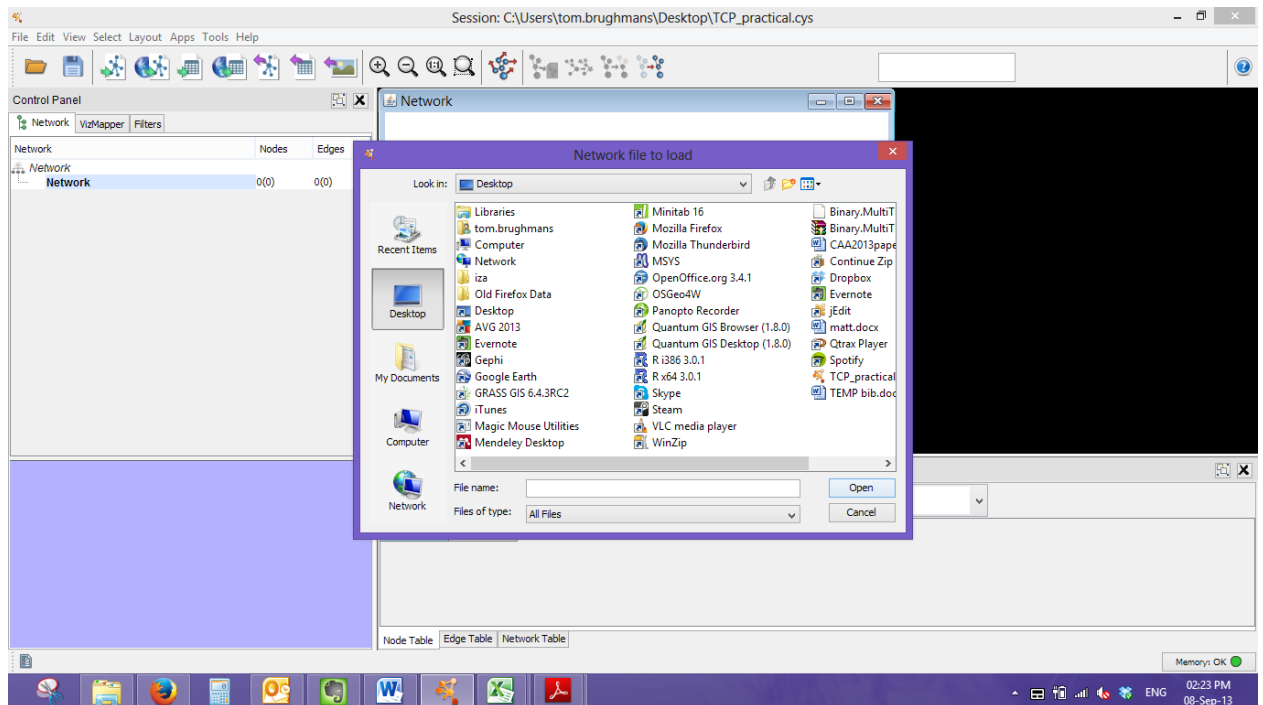 Session: C:\Users\tom.brughmans\Desktop\TCP_practical.cys
File Edit View Select Layout Apps Tools Help
Control Panel
Network VizMapper Filters
Network Nodes Edges
Network
Network 0(0) 0(0)
Network
Network file to load
Look in: Desktop
Recent Items
Desktop
My Documents
Computer
Network
Libraries
tom.brughmans
Computer
Network
iza
Old Firefox Data
Desktop
AVG 2013
Evernote
Gephi
Google Earth
GRASS GIS 6.4.3RC2
iTunes
Magic Mouse Utilities
Mendeley Desktop
Minitab 16
Mozilla Firefox
Mozilla Thunderbird
MSYS
OpenOffice.org 3.4.1
OSGeo4W
Panopto Recorder
Quantum GIS Browser (1.8.0)
Quantum GIS Desktop (1.8.0)
R i386 3.0.1
R x64 3.0.1
Skype
Steam
VLC media player
WinZip
Binary.MultiT
Binary.MultiT
CAA2013pape
Continue Zip
Dropbox
Evernote
jEdit
matt.docx
Qtrax Player
Spotify
TCP_practical
TEMP bib.doc
File name:
Open
Files of type: All Files
Cancel
Node Table Edge Table Network Table
Memory: OK
ENG
02:23 PM
08-Sep-13